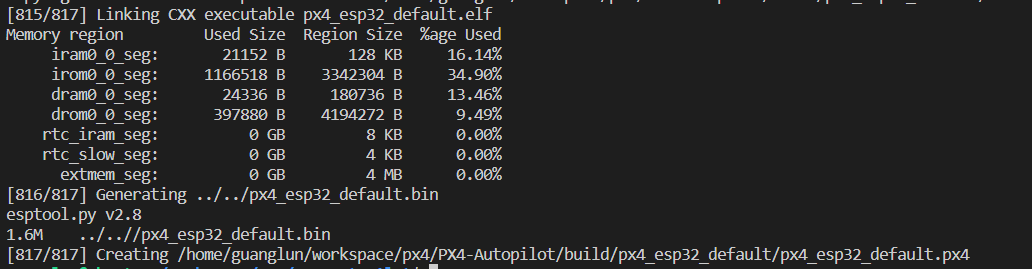 [815/817] Linking CXX executable px4_esp32_default.elf
Memory region         Used Size  Region Size  %age Used
     iram0_0_seg:       21152 B       128 KB     16.14%
     irom0_0_seg:     1166518 B    3342304 B     34.90%
     dram0_0_seg:       24336 B     180736 B     13.46%
     drom0_0_seg:      397880 B    4194272 B      9.49%
    rtc_iram_seg:          0 GB         8 KB      0.00%
    rtc_slow_seg:          0 GB         4 KB      0.00%
      extmem_seg:          0 GB         4 MB      0.00%
[816/817] Generating ../../px4_esp32_default.bin
esptool.py v2.8
1.6M    ../..//px4_esp32_default.bin
[817/817] Creating /home/guanglun/workspace/px4/PX4-Autopilot/build/px4_esp32_default/px4_esp32_default.px4